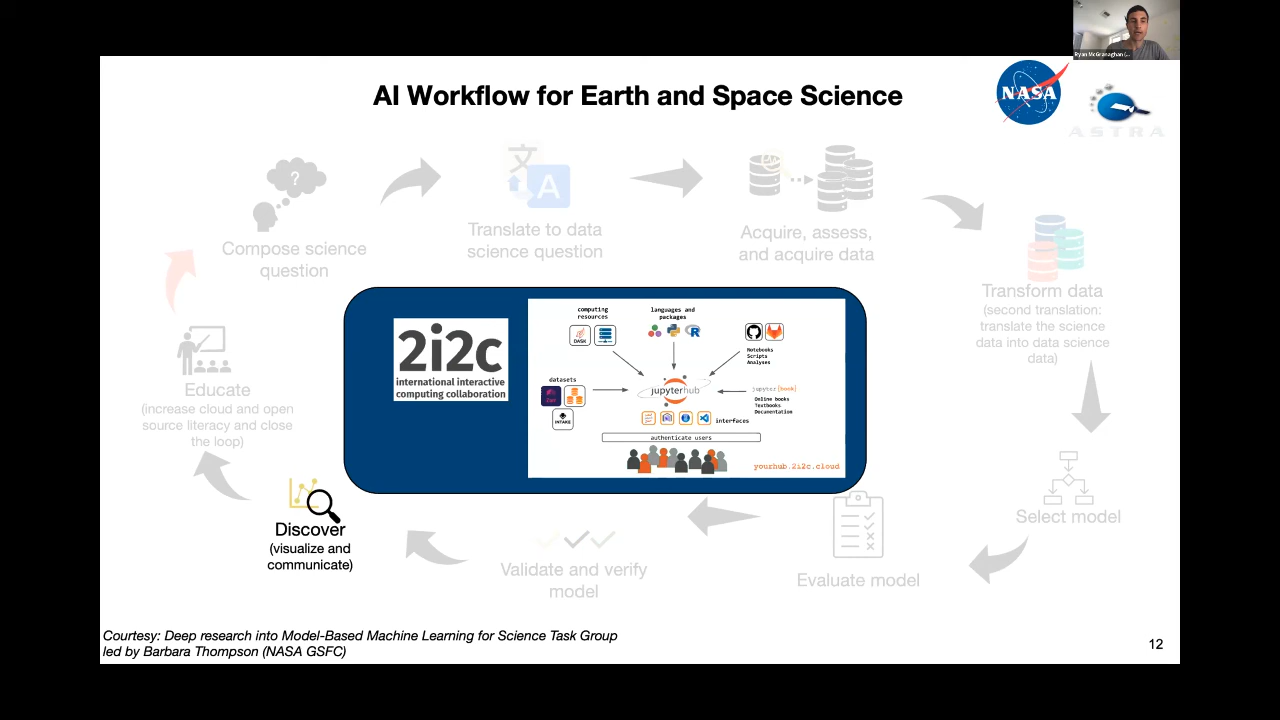 Ryan McGranaghan (...
AI Workflow for Earth and Space Science
NASA
ASTRA
?
文
A
Compose science
question
Translate to data
science question
Acquire, assess,
and acquire data
Transform data
(second translation:
translate the science
data into data science
data)
2i2c
international interactive
computing collaboration
computing
resources
languages and
packages
DASK
R
Notebooks
Scripts
Analyses
datasets
jupyterhub
jupyter {book}
Online books
Textbooks
Documentation
INTAKE
interfaces
authenticate users
yourhub.2i2c.cloud
Educate
(increase cloud and open
source literacy and close
the loop)
Discover
(visualize and
communicate)
Validate and verify
model
Evaluate model
Select model
Courtesy: Deep research into Model-Based Machine Learning for Science Task Group
led by Barbara Thompson (NASA GSFC)
12